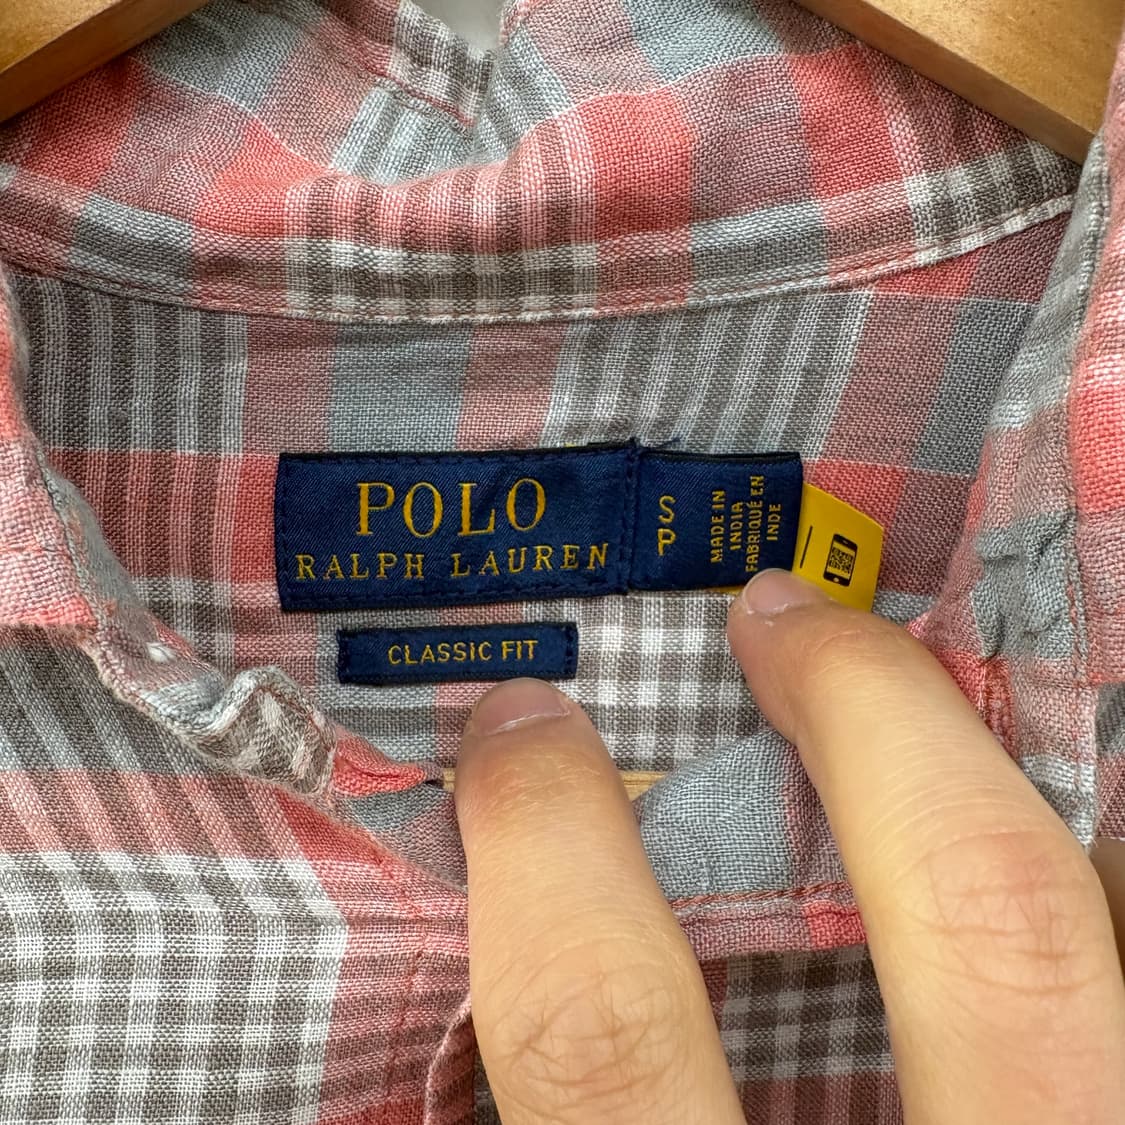 POLO
RALPH LAUREN
S
P
MADE IN
INDIA
FABRIQUÉ EN
INDE
CLASSIC FIT